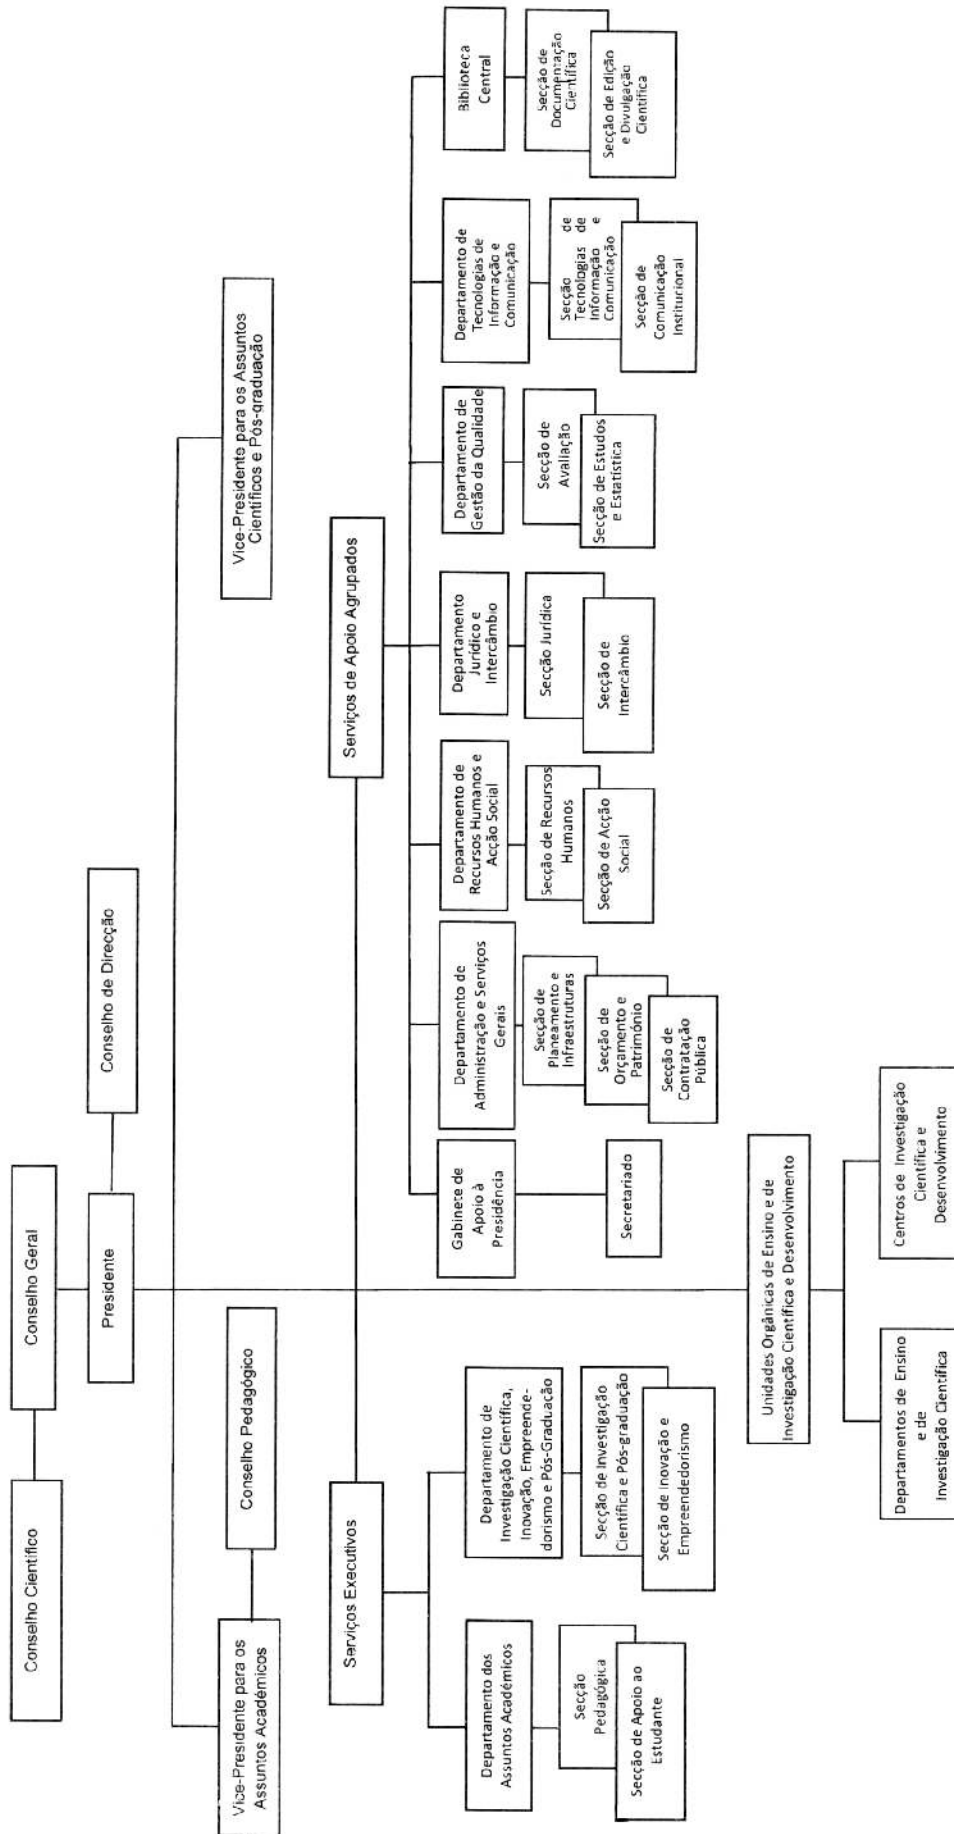 Conselho Científico
Conselho Geral
Presidente
Conselho de Direcção
Vice-Presidente para os
Assuntos Académicos
Conselho Pedagógico
Vice-Presidente para os Assuntos
Científicos e Pós-graduação
Serviços Executivos
Serviços de Apoio Agrupados
Departamento dos
Assuntos Académicos
Secção
Pedagógica
Secção de Apoio ao
Estudante
Departamento de
Investigação Científica,
Inovação, Empreende-
dorismo e Pós-Graduação
Secção de Investigação
Científica e Pós-graduação
Secção de Inovação e
Empreendedorismo
Gabinete de
Apoio à
Presidência
Secretariado
Departamento de
Administração e Serviços
Gerais
Secção de
Planeamento e
Infraestruturas
Secção de
Orçamento e
Património
Secção de
Contratação
Pública
Departamento de
Recursos Humanos e
Acção Social
Secção de Recursos
Humanos
Secção de Acção
Social
Departamento
Jurídico e
Intercâmbio
Secção Jurídica
Secção de
Intercâmbio
Departamento de
Gestão da Qualidade
Secção de
Avaliação
Secção de Estudos
e Estatística
Departamento de
Tecnologias de
Informação e
Comunicação
Secção de
Tecnologias de
Informação e
Comunicação
Secção de
Comunicação
Institucional
Biblioteca
Central
Secção de
Documentação
Científica
Secção de Edição
e Divulgação
Científica
Unidades Orgânicas de Ensino e de
Investigação Científica e Desenvolvimento
Departamentos de Ensino
e de
Investigação Científica
Centros de Investigação
Científica e
Desenvolvimento